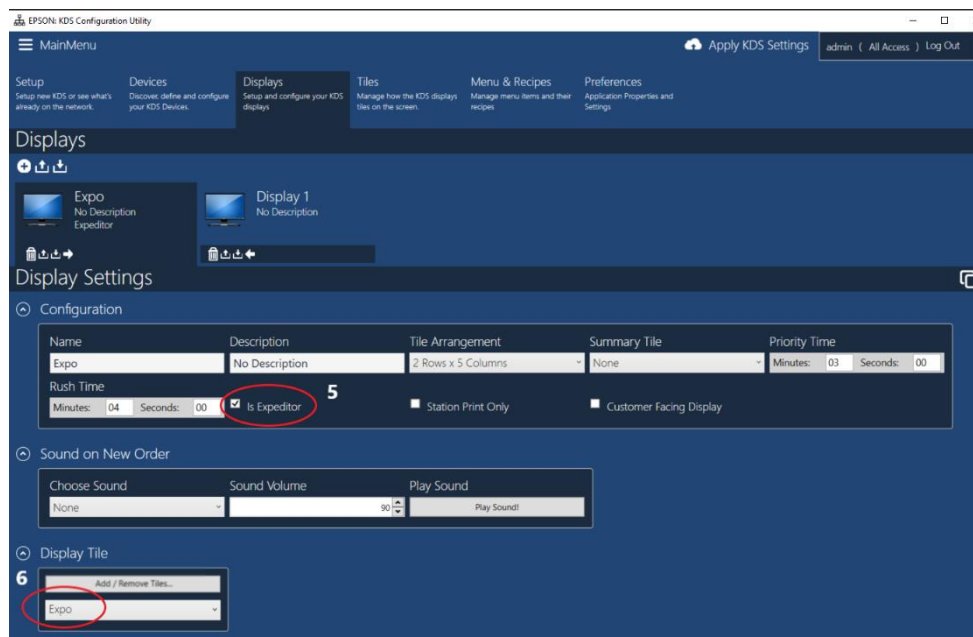 EPSON: KDS Configuration Utility
MainMenu
Apply KDS Settings
admin ( All Access ) Log Out
Setup
Setup new KDS or see what's already on the network.
Devices
Discover, define and configure your KDS Devices.
Displays
Setup and configure your KDS displays
Tiles
Manage how the KDS displays tiles on the screen.
Menu & Recipes
Manage menu items and their recipes
Preferences
Application Properties and Settings
Displays
Expo
No Description
Expeditor
Display 1
No Description
Display Settings
Configuration
Name
Description
Tile Arrangement
Summary Tile
Priority Time
Expo
No Description
2 Rows x 5 Columns
None
Minutes: 03 Seconds: 00
Rush Time
Minutes: 04 Seconds: 00
Is Expeditor
5
Station Print Only
Customer Facing Display
Sound on New Order
Choose Sound
Sound Volume
Play Sound
None
90
Play Sound!
Display Tile
6
Add / Remove Tiles...
Expo